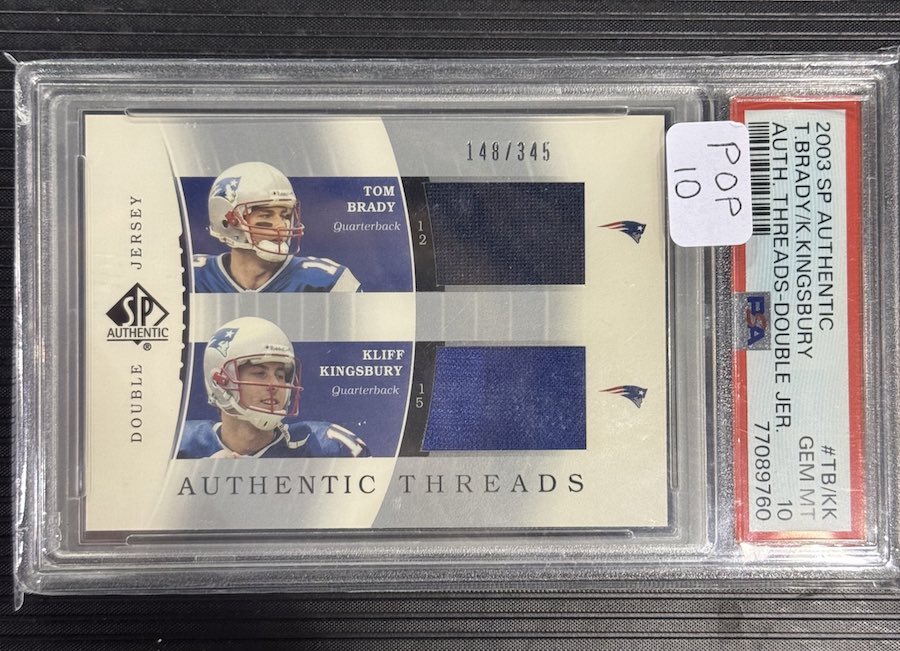 148/345
TOM
BRADY
Quarterback
12
DOUBLE JERSEY
SP
AUTHENTIC
®
KLIFF
KINGSBURY
Quarterback
15
AUTHENTIC THREADS
POP
10
2003 SP AUTHENTIC #TB/KK
T.BRADY/K.KINGSBURY GEM MT
AUTH. THREADS-DOUBLE JER. 10
PSA 77089760